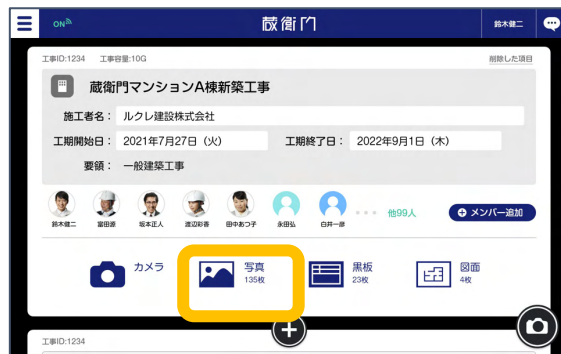 ON
蔵衛門
鈴木健二
工事ID:1234 工事容量:10G 削除した項目
蔵衛門マンションA棟新築工事
施工者名： ルクレ建設株式会社
工期開始日： 2021年7月27日（火） 工期終了日： 2022年9月1日（木）
要領： 一般建築工事
鈴木健二 富田源 坂本正人 渡辺彩香 田中あつ子 永田弘 白井一彦 他99人 メンバー追加
カメラ 写真 黒板 図面
135枚 23枚 4枚
工事ID:1234